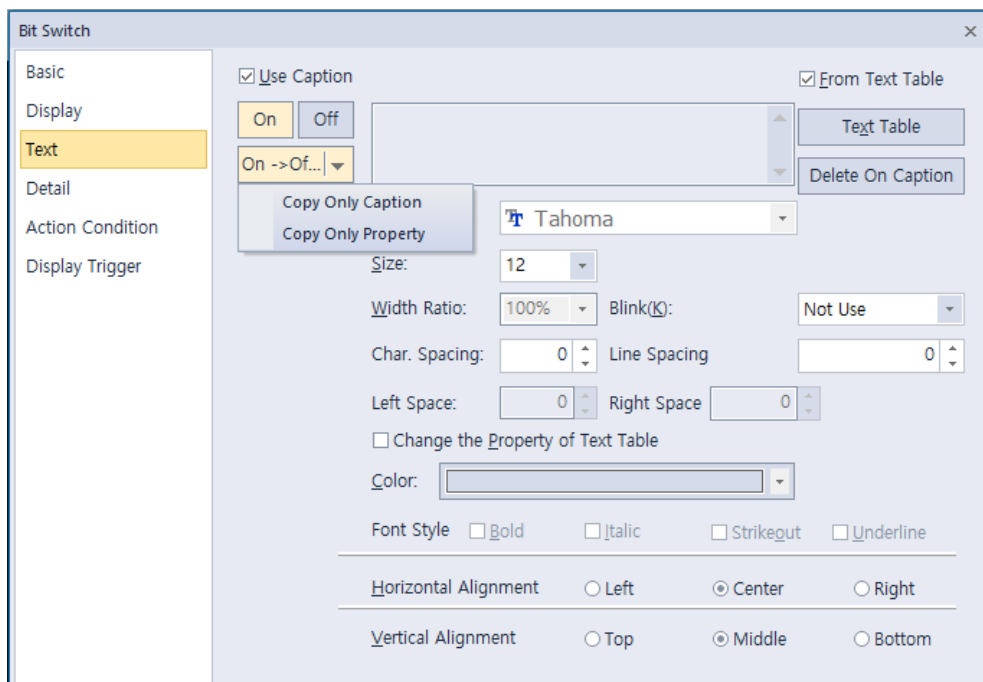 Bit Switch
Basic
Display
Text
Detail
Action Condition
Display Trigger
Use Caption
From Text Table
On Off
Text Table
On ->Of...
Delete On Caption
Copy Only Caption
Copy Only Property
Tahoma
Size: 12
Width Ratio: 100% Blink(K): Not Use
Char. Spacing: 0 Line Spacing 0
Left Space: 0 Right Space 0
Change the Property of Text Table
Color:
Font Style Bold Italic Strikeout Underline
Horizontal Alignment Left Center Right
Vertical Alignment Top Middle Bottom